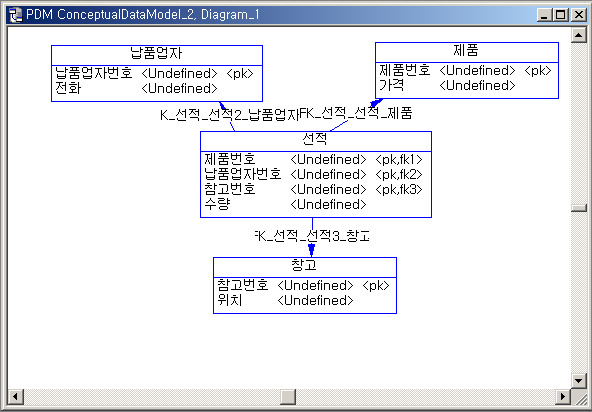 PDM ConceptualDataModel_2, Diagram_1
납품업자
납품업자번호 <Undefined> <pk>
전화 <Undefined>
제품
제품번호 <Undefined> <pk>
가격 <Undefined>
K_선적_선적2_납품업자
FK_선적_선적_제품
선적
제품번호 <Undefined> <pk,fk1>
납품업자번호 <Undefined> <pk,fk2>
참고번호 <Undefined> <pk,fk3>
수량 <Undefined>
FK_선적_선적3_창고
창고
참고번호 <Undefined> <pk>
위치 <Undefined>